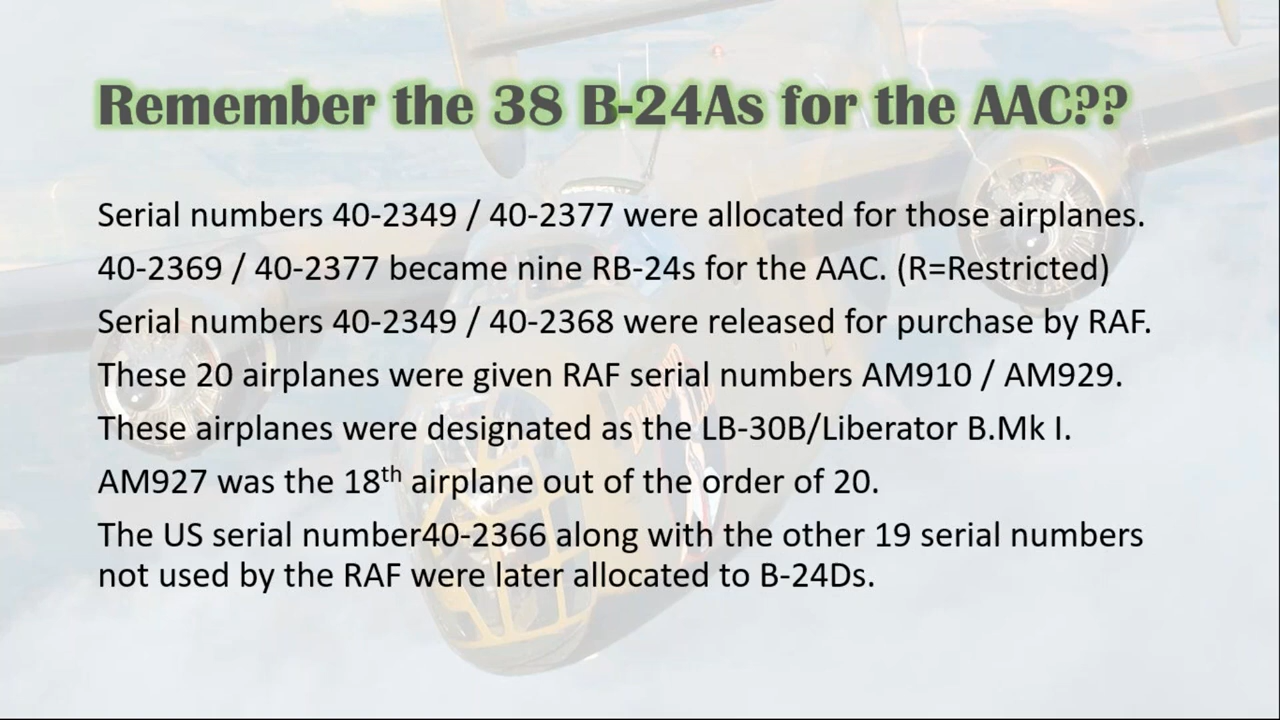 Remember the 38 B-24As for the AAC??
Serial numbers 40-2349 / 40-2377 were allocated for those airplanes.
40-2369 / 40-2377 became nine RB-24s for the AAC. (R=Restricted)
Serial numbers 40-2349 / 40-2368 were released for purchase by RAF.
These 20 airplanes were given RAF serial numbers AM910 / AM929.
These airplanes were designated as the LB-30B/Liberator B.Mk I.
AM927 was the 18th airplane out of the order of 20.
The US serial number40-2366 along with the other 19 serial numbers
not used by the RAF were later allocated to B-24Ds.